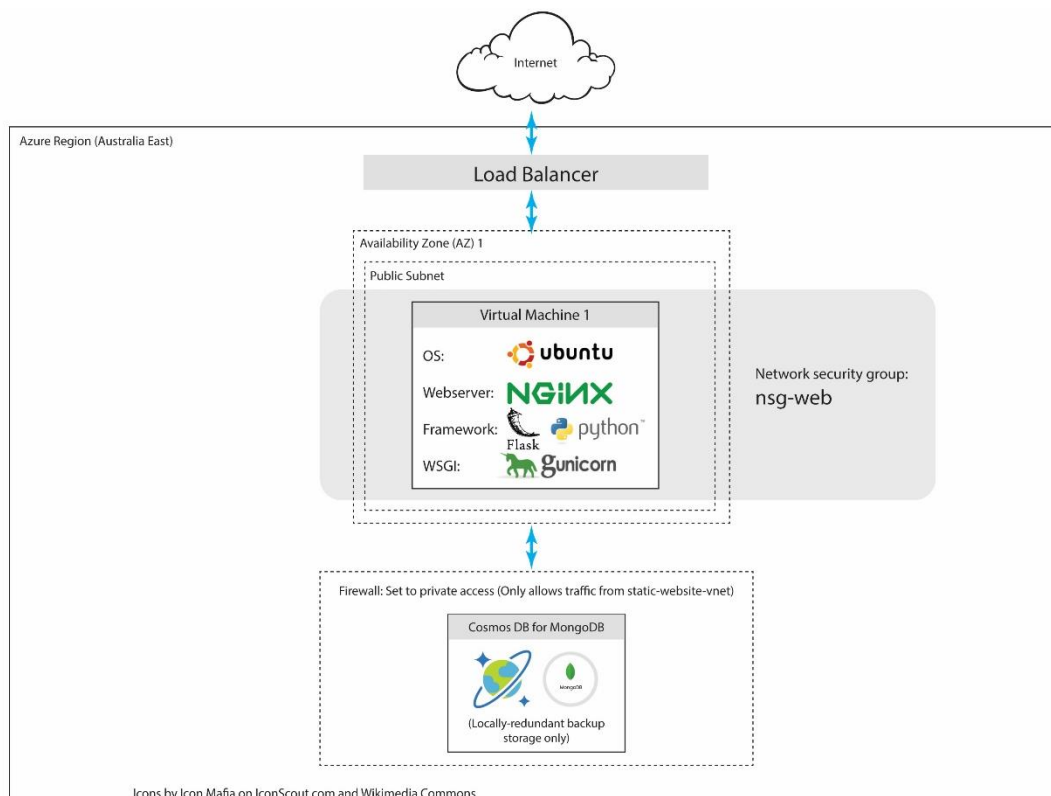 Internet
Azure Region (Australia East)
Load Balancer
Availability Zone (AZ) 1
Public Subnet
Virtual Machine 1
OS: ubuntu
Webserver: NGINX
Framework: Flask python™
WSGI: gunicorn
Network security group:
nsg-web
Firewall: Set to private access (Only allows traffic from static-website-vnet)
Cosmos DB for MongoDB
MongoDB
(Locally-redundant backup
storage only)
Icons by Icon Mafia on IconScout.com and Wikimedia Commons